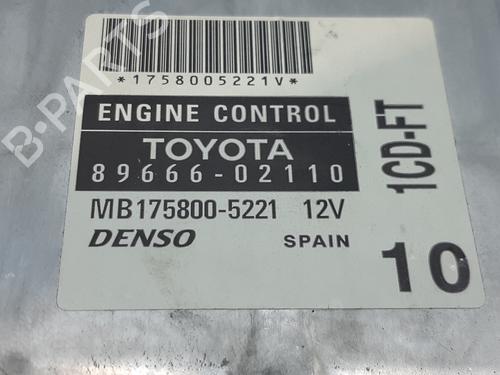 B-PARTS
*1758005221V*
ENGINE CONTROL
TOYOTA
89666-02110
MB175800-5221 12V
DENSO SPAIN
1CD-FT
10